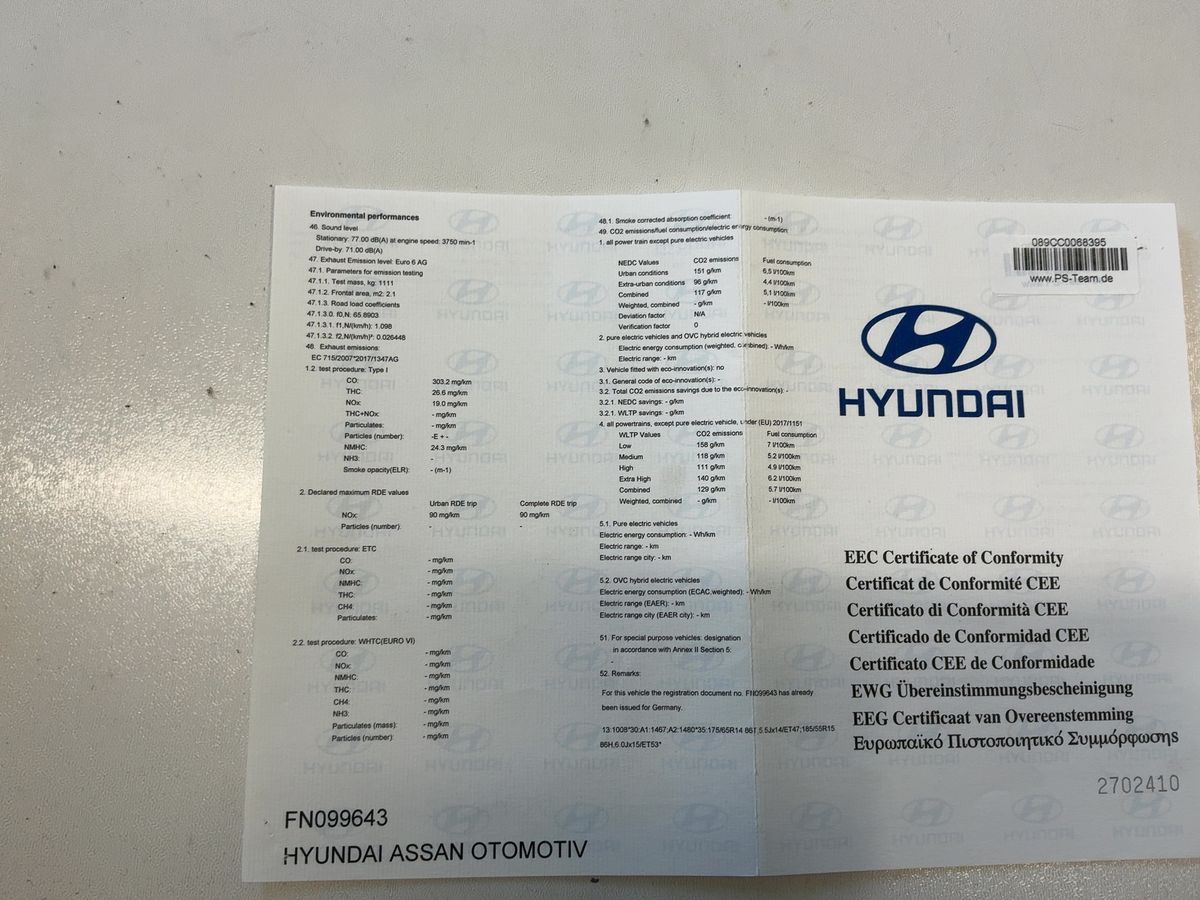 Environmental performances
46. Sound level
Stationary: 77.00 dB(A) at engine speed: 3750 min-1
Drive-by: 71.00 dB(A)
47. Exhaust Emission level: Euro 6 AG
47.1. Parameters for emission testing
47.1.1. Test mass, kg: 1111
47.1.2. Frontal area, m2: 2.1
47.1.3. Road load coefficients
47.1.3.0. f0,N: 65.8903
47.1.3.1. f1,N/(km/h): 1.098
47.1.3.2. f2,N/(km/h)²: 0.026448
48. Exhaust emissions:
EC 715/2007*2017/1347AG
1.2. test procedure: Type I
CO: 303.2 mg/km
THC: 26.6 mg/km
NOx: 19.0 mg/km
THC+NOx: - mg/km
Particulates: - mg/km
Particles (number): -E + -
NMHC: 24.3 mg/km
NH3: -
Smoke opacity(ELR): - (m-1)
2. Declared maximum RDE values
Urban RDE trip Complete RDE trip
NOx: 90 mg/km 90 mg/km
Particles (number): - -
2.1. test procedure: ETC
CO: - mg/km
NOx: - mg/km
NMHC: - mg/km
THC: - mg/km
CH4: - mg/km
Particulates: - mg/km
2.2. test procedure: WHTC(EURO VI)
CO: - mg/km
NOx: - mg/km
NMHC: - mg/km
THC: - mg/km
CH4: - mg/km
NH3: - mg/km
Particulates (mass): - mg/km
Particles (number): - mg/km
FN099643
HYUNDAI ASSAN OTOMOTIV
48.1. Smoke corrected absorption coefficient: - (m-1)
49. CO2 emissions/fuel consumption/electric energy consumption
1. all power train except pure electric vehicles
NEDC Values CO2 emissions Fuel consumption
Urban conditions 151 g/km 6,5 l/100km
Extra-urban conditions 96 g/km 4.4 l/100km
Combined 117 g/km 5,1 l/100km
Weighted, combined - g/km - l/100km
Deviation factor N/A
Verification factor 0
2. pure electric vehicles and OVC hybrid electric vehicles
Electric energy consumption (weighted, combined): - Wh/km
Electric range: - km
3. Vehicle fitted with eco-innovation(s): no
3.1. General code of eco-innovation(s): -
3.2. Total CO2 emissions savings due to the eco-innovation(s): -
3.2.1. NEDC savings: - g/km
3.2.1. WLTP savings: - g/km
4. all powertrains, except pure electric vehicle, under (EU) 2017/1151
WLTP Values CO2 emissions Fuel consumption
Low 158 g/km 7 l/100km
Medium 118 g/km 5.2 l/100km
High 111 g/km 4.9 l/100km
Extra High 140 g/km 6.2 l/100km
Combined 129 g/km 5.7 l/100km
Weighted, combined - g/km - l/100km
5.1. Pure electric vehicles
Electric energy consumption: - Wh/km
Electric range: - km
Electric range city: - km
5.2. OVC hybrid electric vehicles
Electric energy consumption (ECAC,weighted): - Wh/km
Electric range (EAER): - km
Electric range city (EAER city): - km
51. For special purpose vehicles: designation
in accordance with Annex II Section 5:
-
52. Remarks:
For this vehicle the registration document no. FN099643 has already
been issued for Germany.
13:1008*30:A1:1467;A2:1480*35:175/65R14 86T,5.5Jx14/ET47;185/55R15
86H,6.0Jx15/ET53*
089CC0068395
www.PS-Team.de
HYUNDAI
EEC Certificate of Conformity
Certificat de Conformité CEE
Certificato di Conformità CEE
Certificado de Conformidad CEE
Certificato CEE de Conformidade
EWG Übereinstimmungsbescheinigung
EEG Certificaat van Overeenstemming
Ευρωπαϊκό Πιστοποιητικό Συμμόρφωσης
2702410